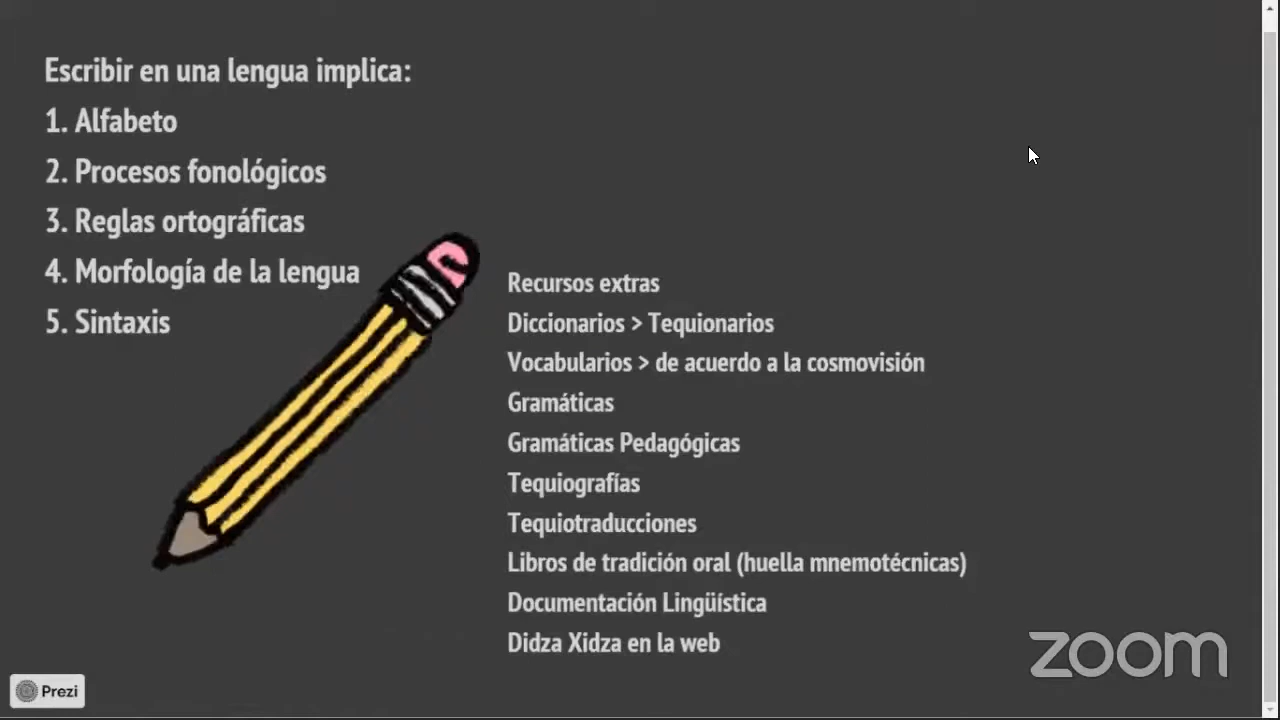 Escribir en una lengua implica:
1. Alfabeto
2. Procesos fonológicos
3. Reglas ortográficas
4. Morfología de la lengua
5. Sintaxis
Recursos extras
Diccionarios > Tequionarios
Vocabularios > de acuerdo a la cosmovisión
Gramáticas
Gramáticas Pedagógicas
Tequiografías
Tequiotraducciones
Libros de tradición oral (huella mnemotécnicas)
Documentación Lingüística
Didza Xidza en la web
zoom
Prezi